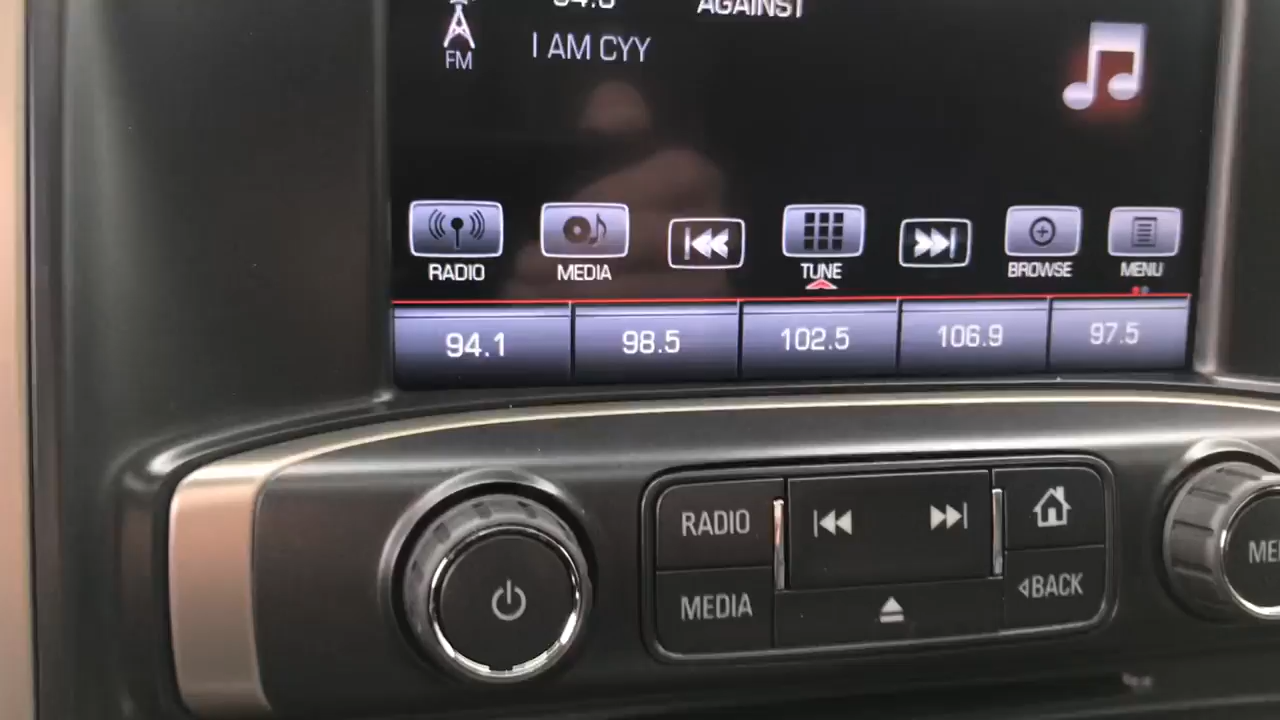 AGAINST
FM
I AM CYY
RADIO
MEDIA
TUNE
BROWSE
MENU
94.1
98.5
102.5
106.9
97.5
RADIO
MEDIA
BACK